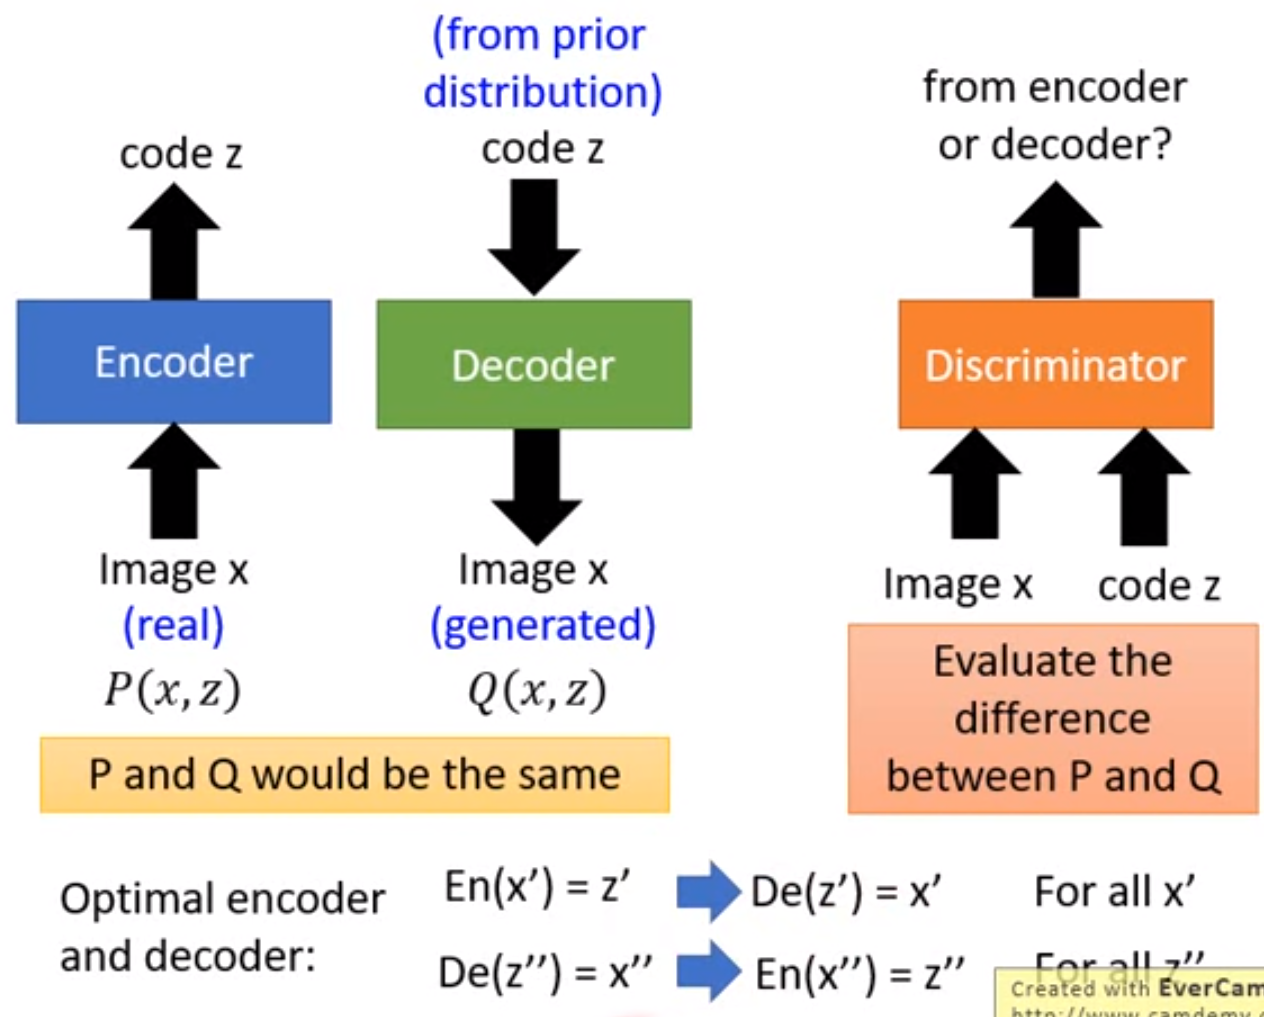 (from prior
distribution)
code z
code z
from encoder
or decoder?
Encoder
Decoder
Discriminator
Image x
(real)
P(x, z)
Image x
(generated)
Q(x, z)
Image x
code z
P and Q would be the same
Evaluate the
difference
between P and Q
Optimal encoder
and decoder:
En(x’) = z’ De(z’) = x’ For all x’
De(z’’) = x’’ En(x’’) = z’’ For all z’’
Created with EverCam
http://www.camdemy.